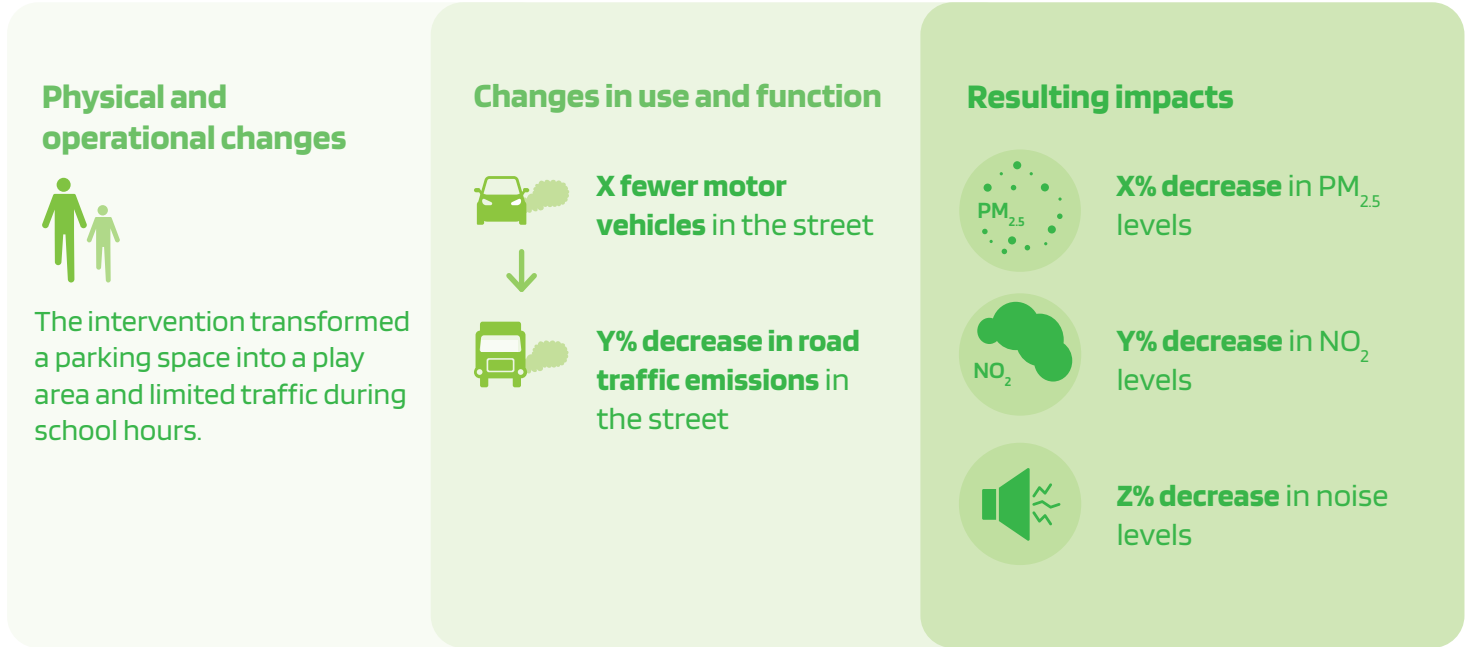 Physical and
operational changes
The intervention transformed
a parking space into a play
area and limited traffic during
school hours.
Changes in use and function
X fewer motor
vehicles in the street
Y% decrease in road
traffic emissions in
the street
Resulting impacts
PM2.5
X% decrease in PM2.5
levels
NO2
Y% decrease in NO2
levels
Z% decrease in noise
levels